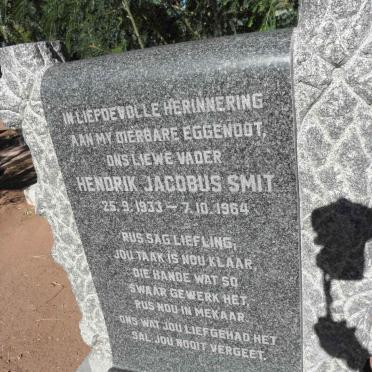 IN LIEFDEVOLLE HERINNERING
AAN MY DIERBARE EGGENOOT,
ONS LIEWE VADER
HENDRIK JACOBUS SMIT
25.9.1933 — 7.10.1964
RUS SAG LIEFLING,
JOU TAAK IS NOU KLAAR,
DIE HANDE WAT SO
SWAAR GEWERK HET,
RUS NOU IN MEKAAR.
ONS WAT JOU LIEFGEHAD HET
SAL JOU NOOIT VERGEET.